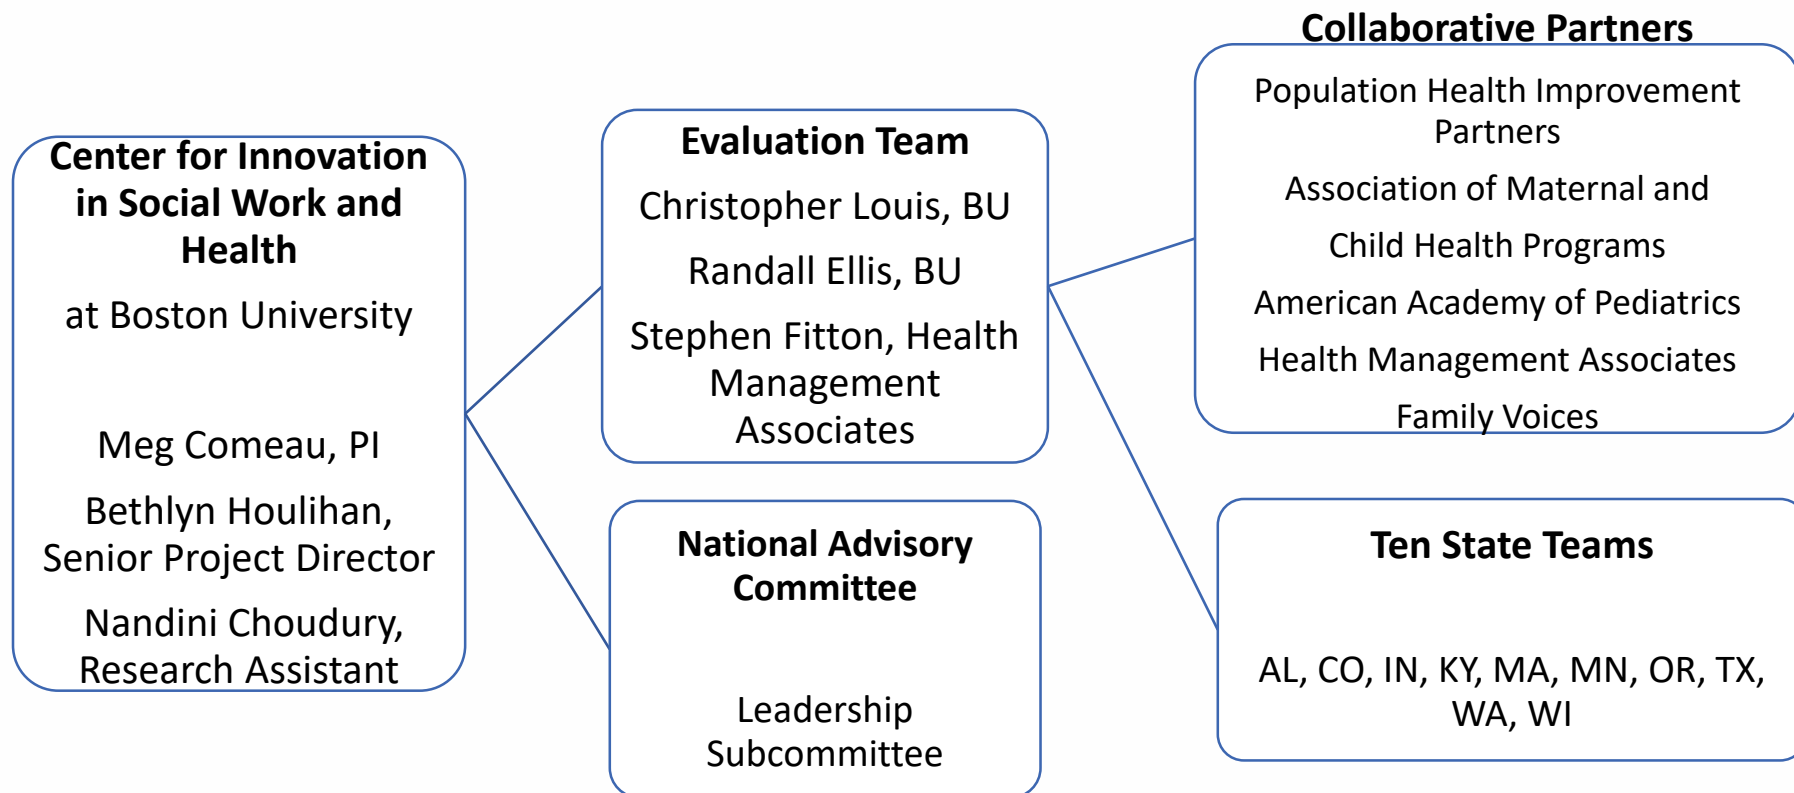 Center for Innovation
in Social Work and
Health
at Boston University
Meg Comeau, PI
Bethlyn Houlihan,
Senior Project Director
Nandini Choudury,
Research Assistant
Evaluation Team
Christopher Louis, BU
Randall Ellis, BU
Stephen Fitton, Health
Management
Associates
National Advisory
Committee
Leadership
Subcommittee
Collaborative Partners
Population Health Improvement
Partners
Association of Maternal and
Child Health Programs
American Academy of Pediatrics
Health Management Associates
Family Voices
Ten State Teams
AL, CO, IN, KY, MA, MN, OR, TX,
WA, WI